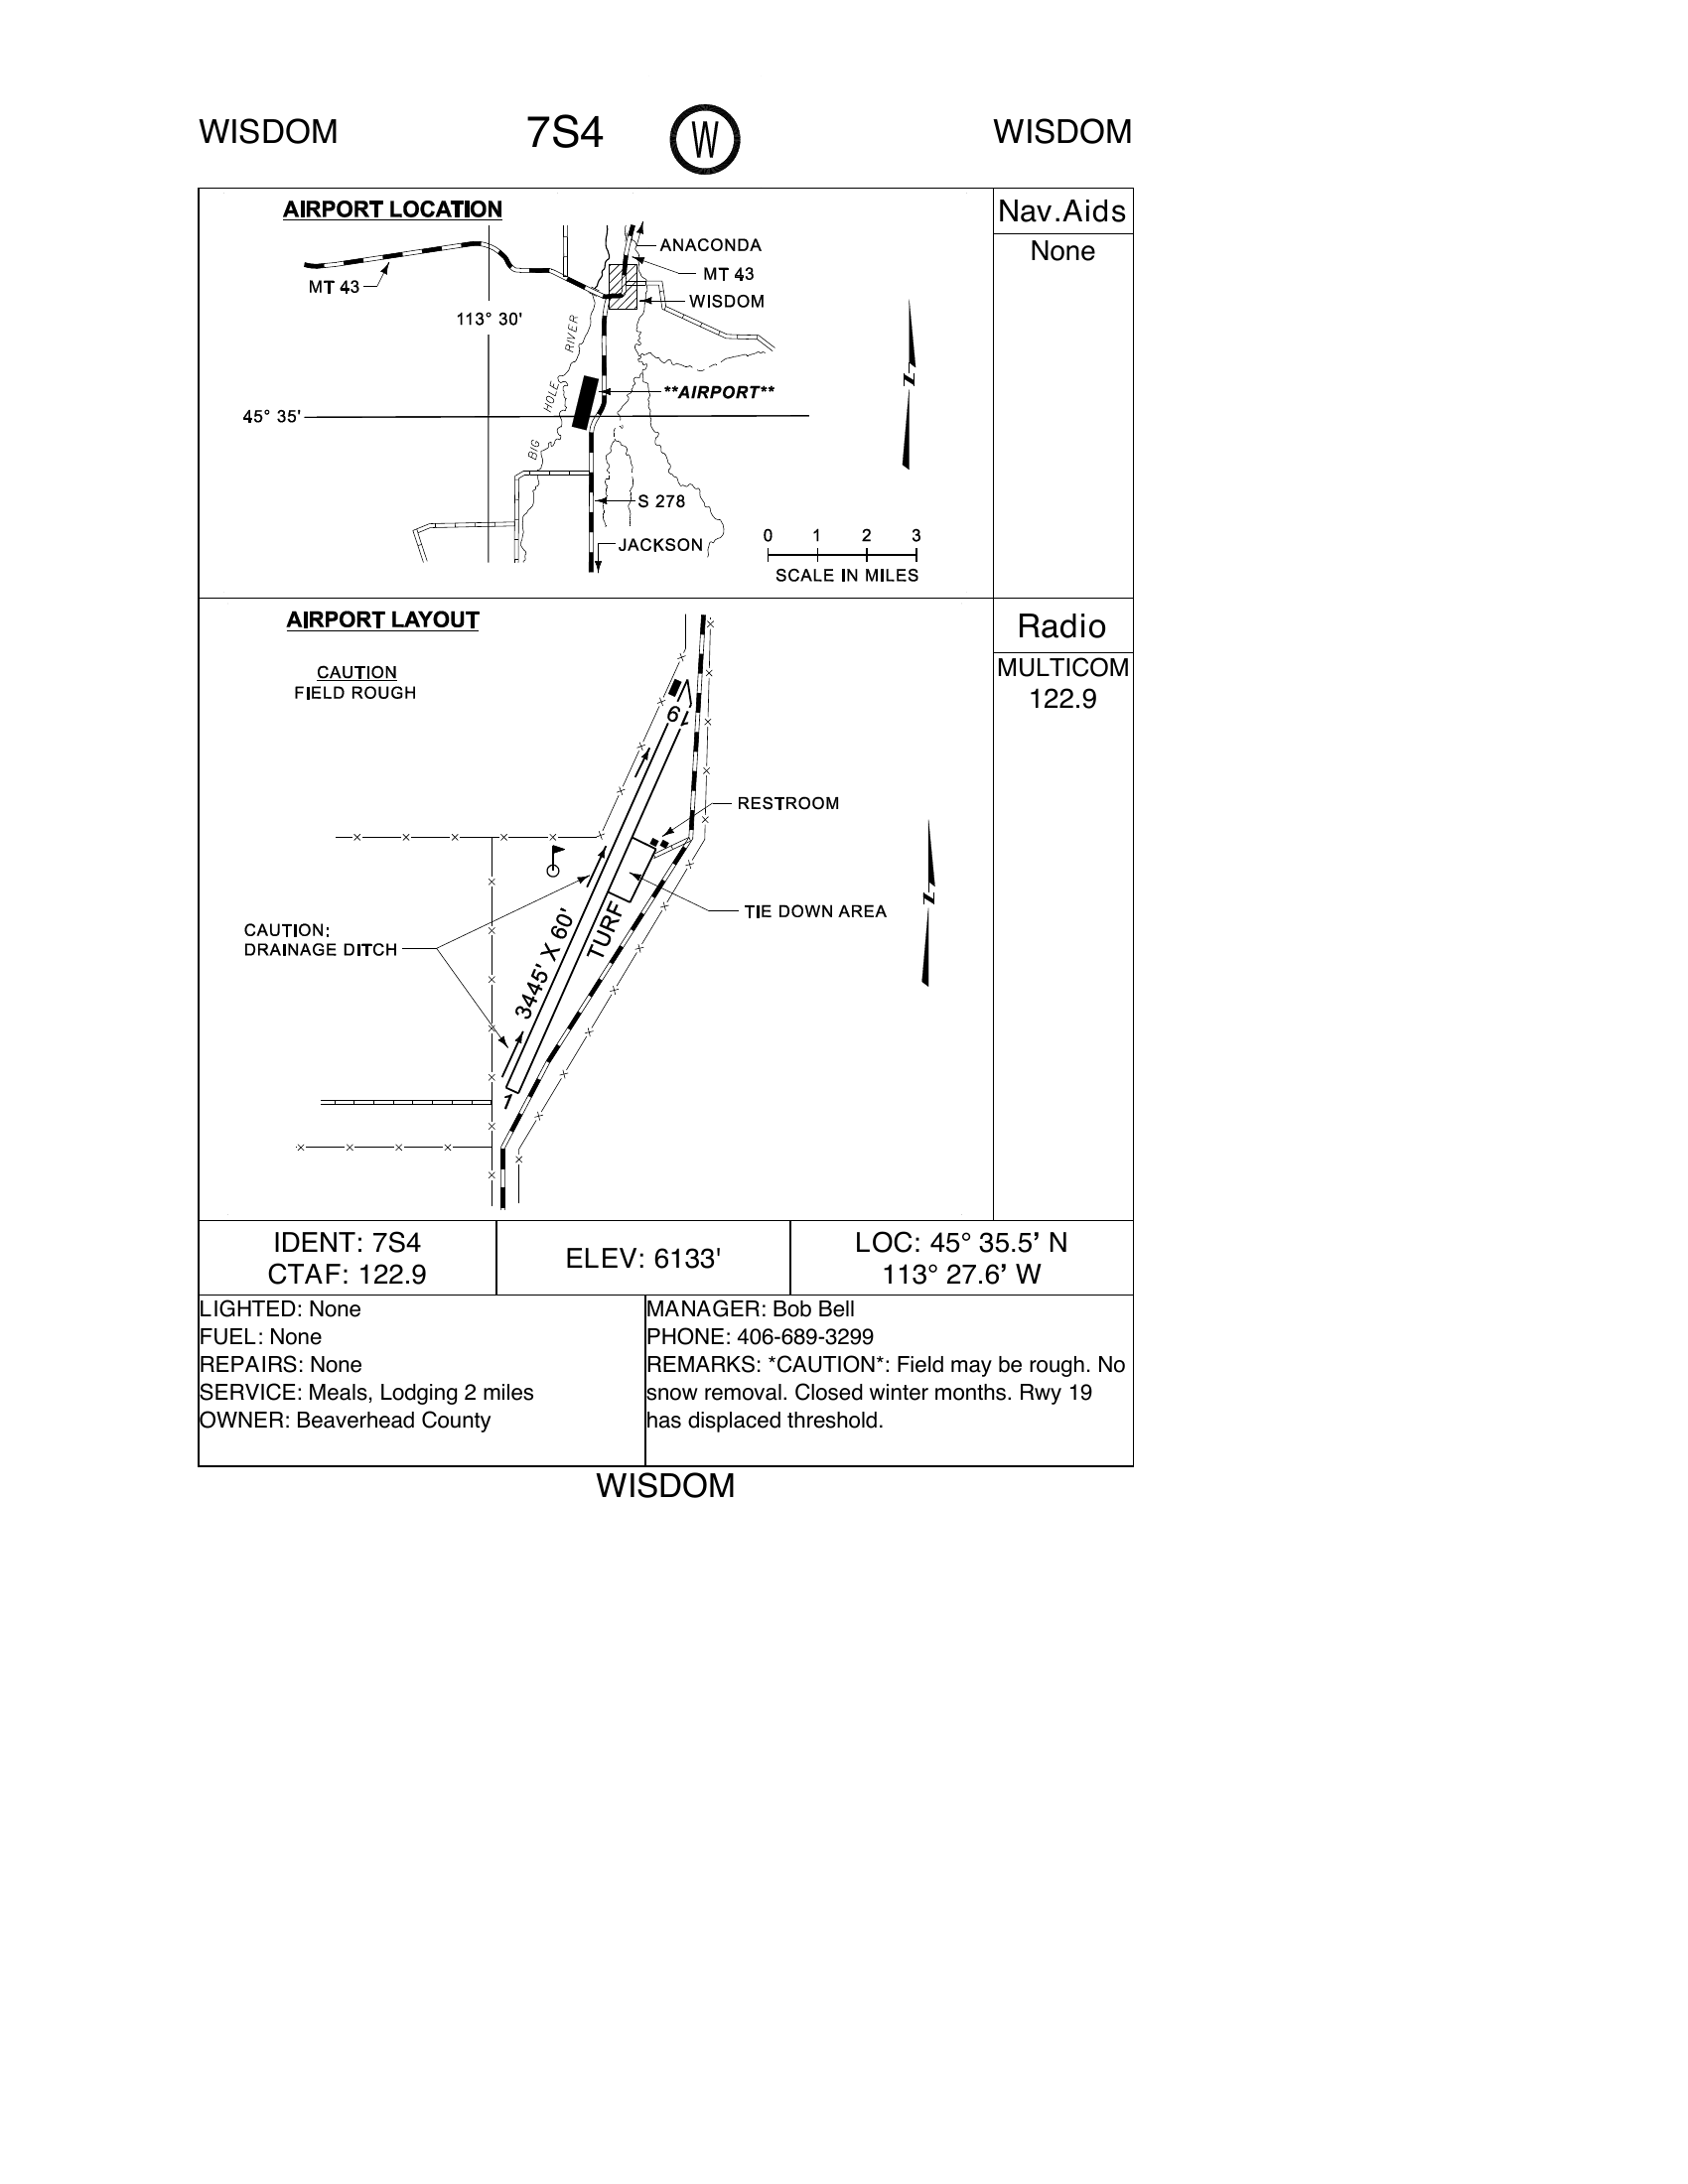 WISDOM 7S4 W WISDOM
AIRPORT LOCATION
Nav.Aids
None
ANACONDA
MT 43
MT 43
WISDOM
113° 30'
BIG HOLE RIVER
**AIRPORT**
45° 35'
N
S 278
JACKSON
0 1 2 3
SCALE IN MILES
AIRPORT LAYOUT
Radio
MULTICOM
122.9
CAUTION
FIELD ROUGH
19
RESTROOM
TIE DOWN AREA
N
CAUTION:
DRAINAGE DITCH
3445' X 60'
TURF
1
IDENT: 7S4
CTAF: 122.9
ELEV: 6133'
LOC: 45° 35.5’ N
113° 27.6’ W
LIGHTED: None
FUEL: None
REPAIRS: None
SERVICE: Meals, Lodging 2 miles
OWNER: Beaverhead County
MANAGER: Bob Bell
PHONE: 406-689-3299
REMARKS: *CAUTION*: Field may be rough. No
snow removal. Closed winter months. Rwy 19
has displaced threshold.
WISDOM